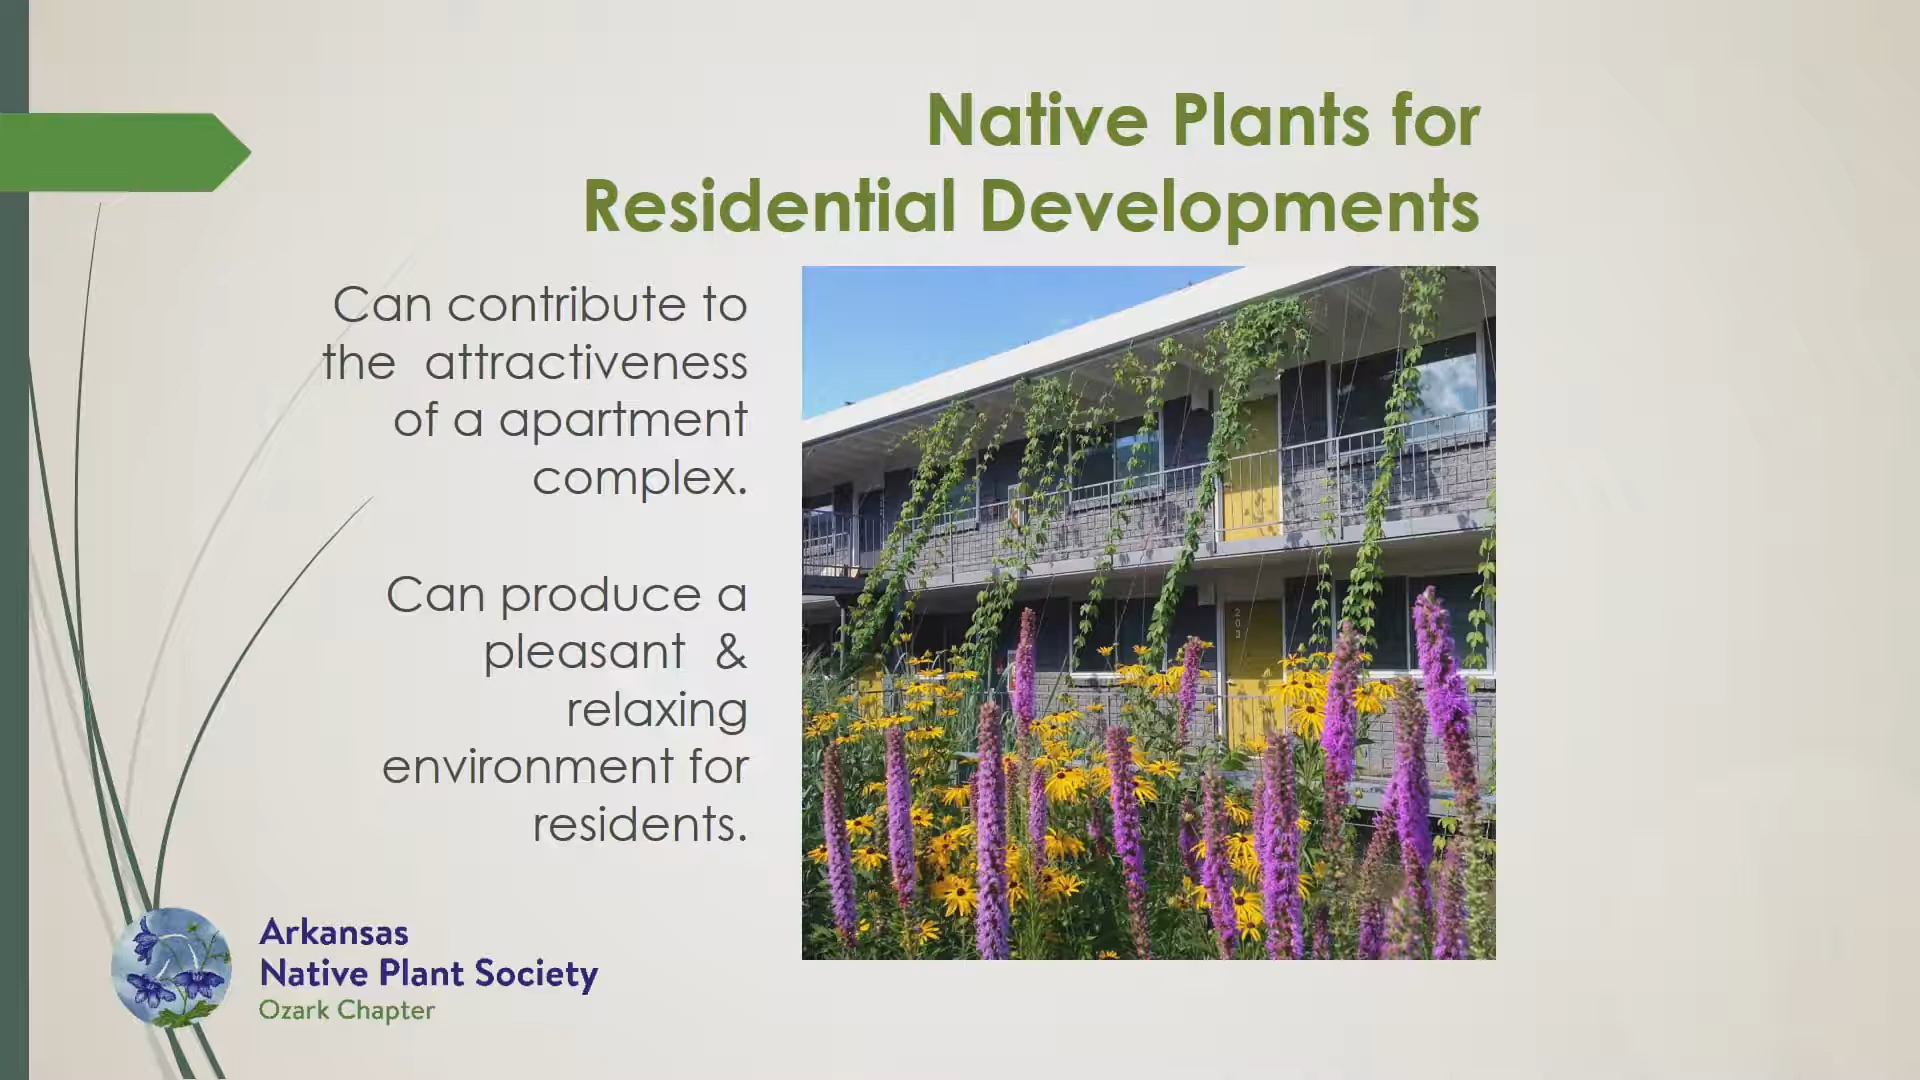 Native Plants for
Residential Developments
Can contribute to
the attractiveness
of a apartment
complex.
Can produce a
pleasant &
relaxing
environment for
residents.
203
Arkansas
Native Plant Society
Ozark Chapter